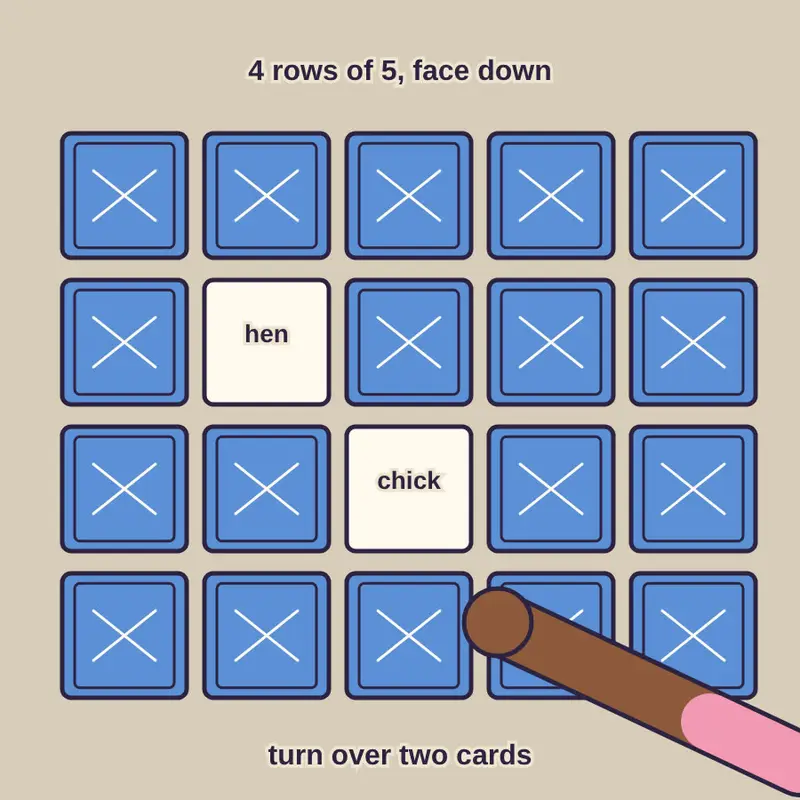 4 rows of 5, face down
hen
chick
turn over two cards